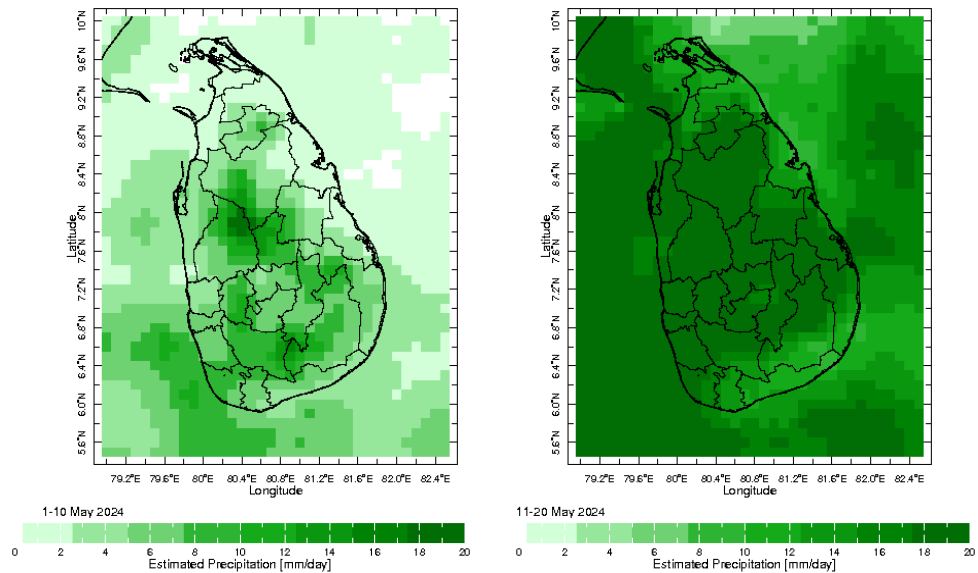 10°N
9.6°N
9.2°N
8.8°N
8.4°N
8°N
7.6°N
7.2°N
6.8°N
6.4°N
6.0°N
5.6°N
Latitude
79.2°E 79.6°E 80°E 80.4°E 80.8°E 81.2°E 81.6°E 82.0°E 82.4°E
Longitude
1-10 May 2024
0 2 4 6 8 10 12 14 16 18 20
Estimated Precipitation [mm/day]
10°N
9.6°N
9.2°N
8.8°N
8.4°N
8°N
7.6°N
7.2°N
6.8°N
6.4°N
6.0°N
5.6°N
Latitude
79.2°E 79.6°E 80°E 80.4°E 80.8°E 81.2°E 81.6°E 82.0°E 82.4°E
Longitude
11-20 May 2024
0 2 4 6 8 10 12 14 16 18 20
Estimated Precipitation [mm/day]